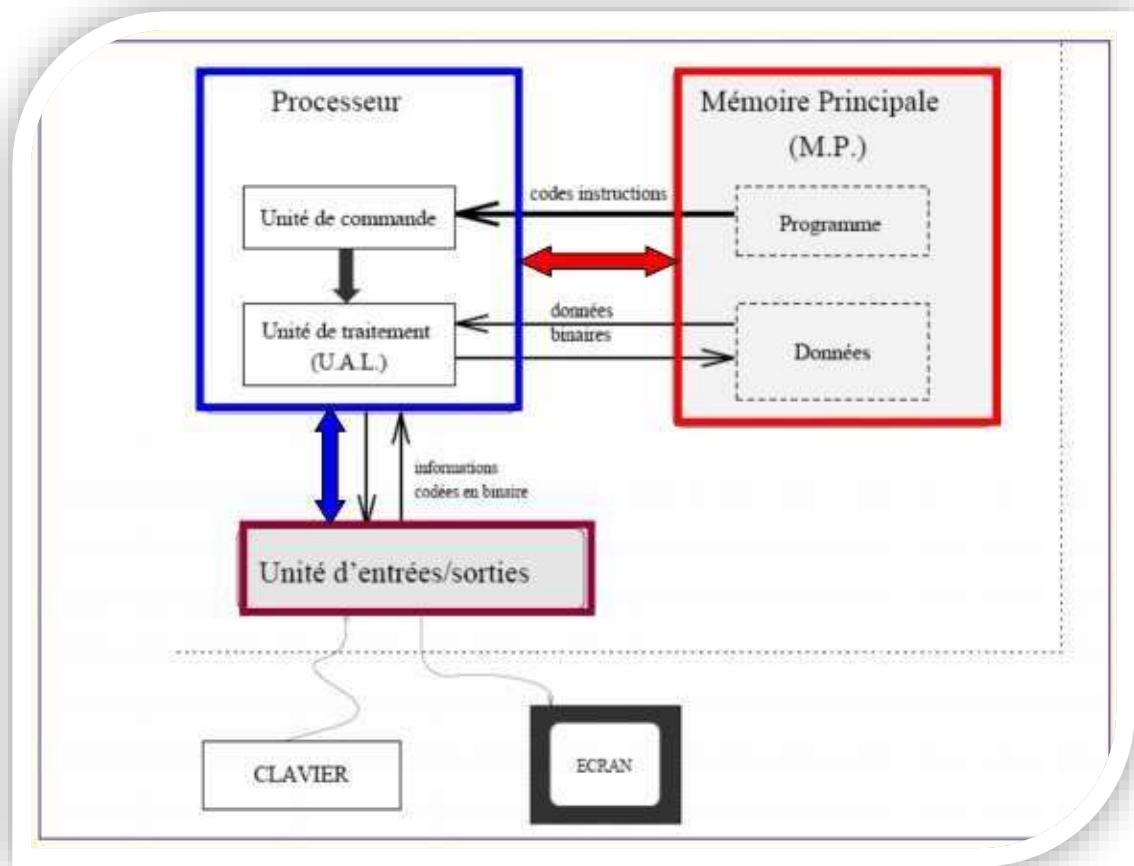 Processeur
Mémoire Principale
(M.P.)
codes instructions
Unité de commande
Programme
données
binaires
Unité de traitement
(U.A.L.)
Données
informations
codées en binaire
Unité d'entrées/sorties
CLAVIER
ECRAN